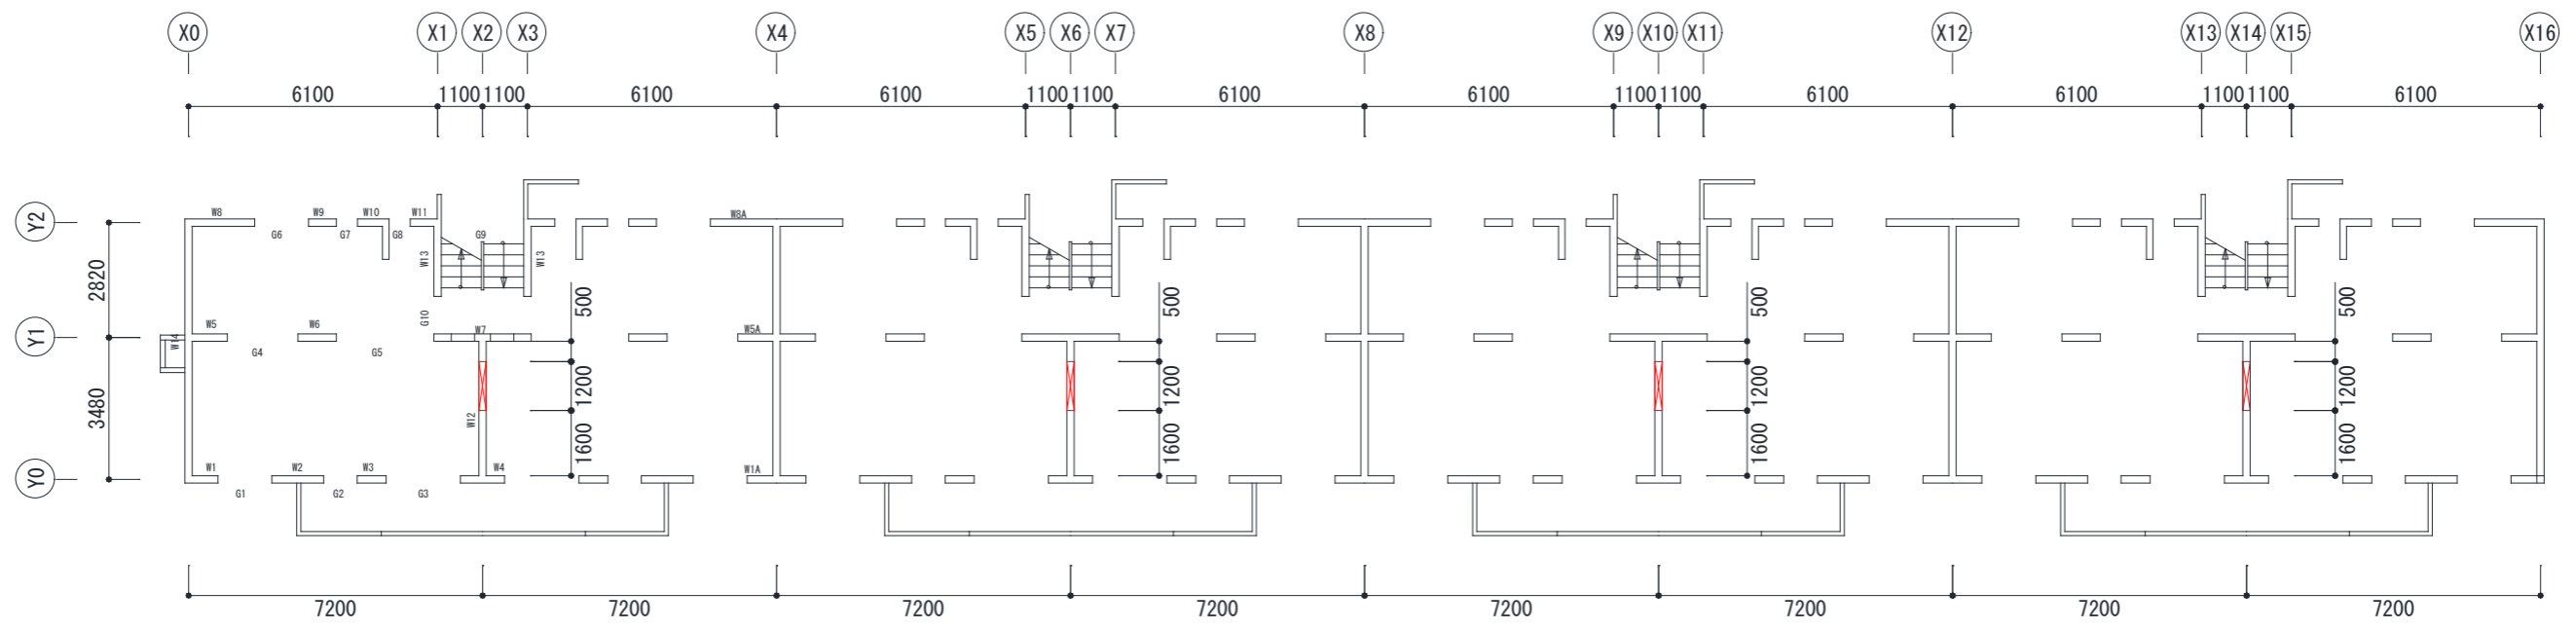 X0 X1 X2 X3 X4 X5 X6 X7 X8 X9 X10 X11 X12 X13 X14 X15 X16
6100 1100 1100 6100 6100 1100 1100 6100 6100 1100 1100 6100 6100 1100 1100 6100
Y2
W8 W9 W10 W11 W8A
G6 G7 G8 G9
W13 W13
2820
500 500 500 500
G10
Y1
W5 W6 W7 W5A
W14
G4 G5
1200 1200 1200 1200
3480
W12
1600 1600 1600 1600
Y0
W1 W2 W3 W4 W1A
G1 G2 G3
7200 7200 7200 7200 7200 7200 7200 7200